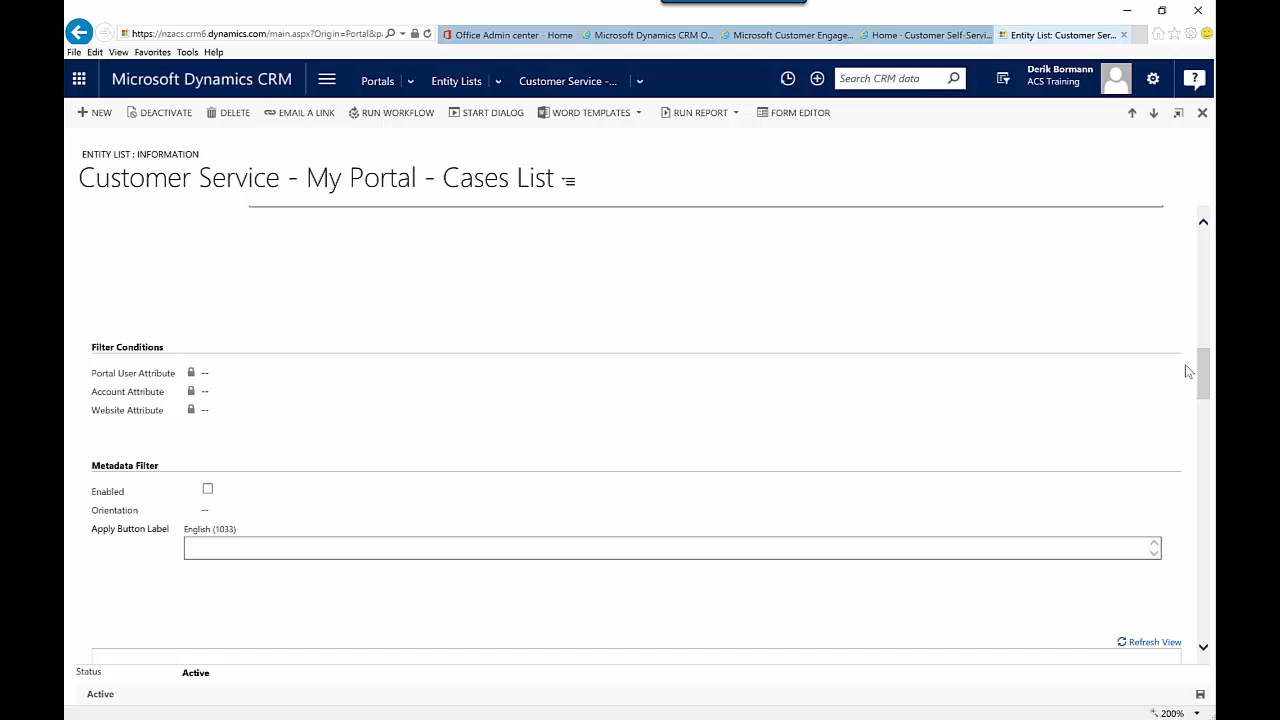 https://nzacs.crm6.dynamics.com/main.aspx?Origin=Portal&p
Office Admin center - Home
Microsoft Dynamics CRM O...
Microsoft Customer Engage...
Home - Customer Self-Servi...
Entity List: Customer Ser...
File Edit View Favorites Tools Help
Microsoft Dynamics CRM
Portals
Entity Lists
Customer Service -...
Search CRM data
Derik Bormann
ACS Training
NEW
DEACTIVATE
DELETE
EMAIL A LINK
RUN WORKFLOW
START DIALOG
WORD TEMPLATES
RUN REPORT
FORM EDITOR
ENTITY LIST : INFORMATION
Customer Service - My Portal - Cases List
Filter Conditions
Portal User Attribute --
Account Attribute --
Website Attribute --
Metadata Filter
Enabled
Orientation --
Apply Button Label English (1033)
Refresh View
Status Active
Active
200%